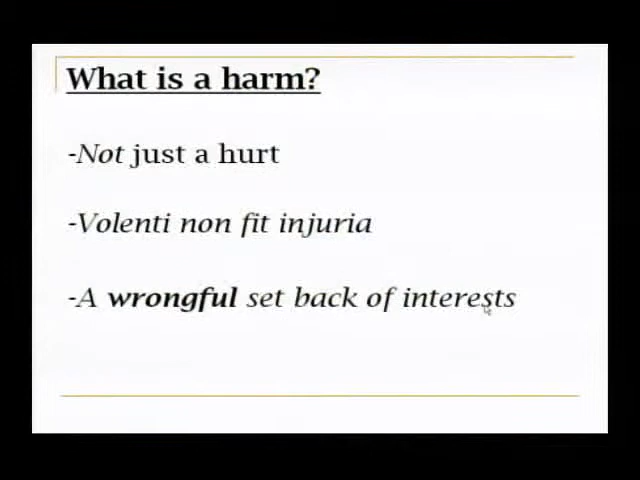 What is a harm?
-Not just a hurt
-Volenti non fit injuria
-A wrongful set back of interests